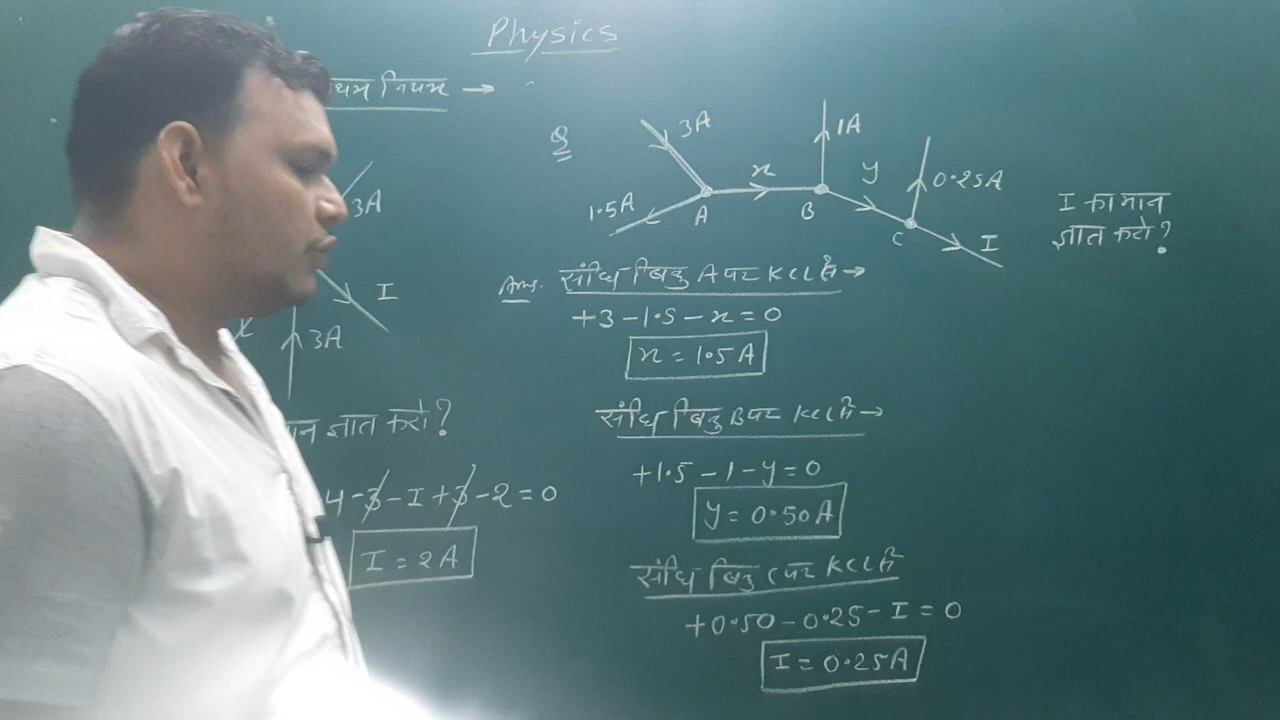 Physics
नियम →
3A
I
3A
ज्ञात करो?
4-3-I+3-2=0
I = 2A
Q
3A
1.5A
A
x
B
1A
y
0.25A
C
I
I का मान
ज्ञात करो?
Ans. संधि बिंदु A पर KCL से →
+3-1.5-x=0
x = 1.5A
संधि बिंदु B पर KCL से →
+1.5-1-y=0
y = 0.50A
संधि बिंदु C पर KCL से
+0.50-0.25-I=0
I = 0.25A